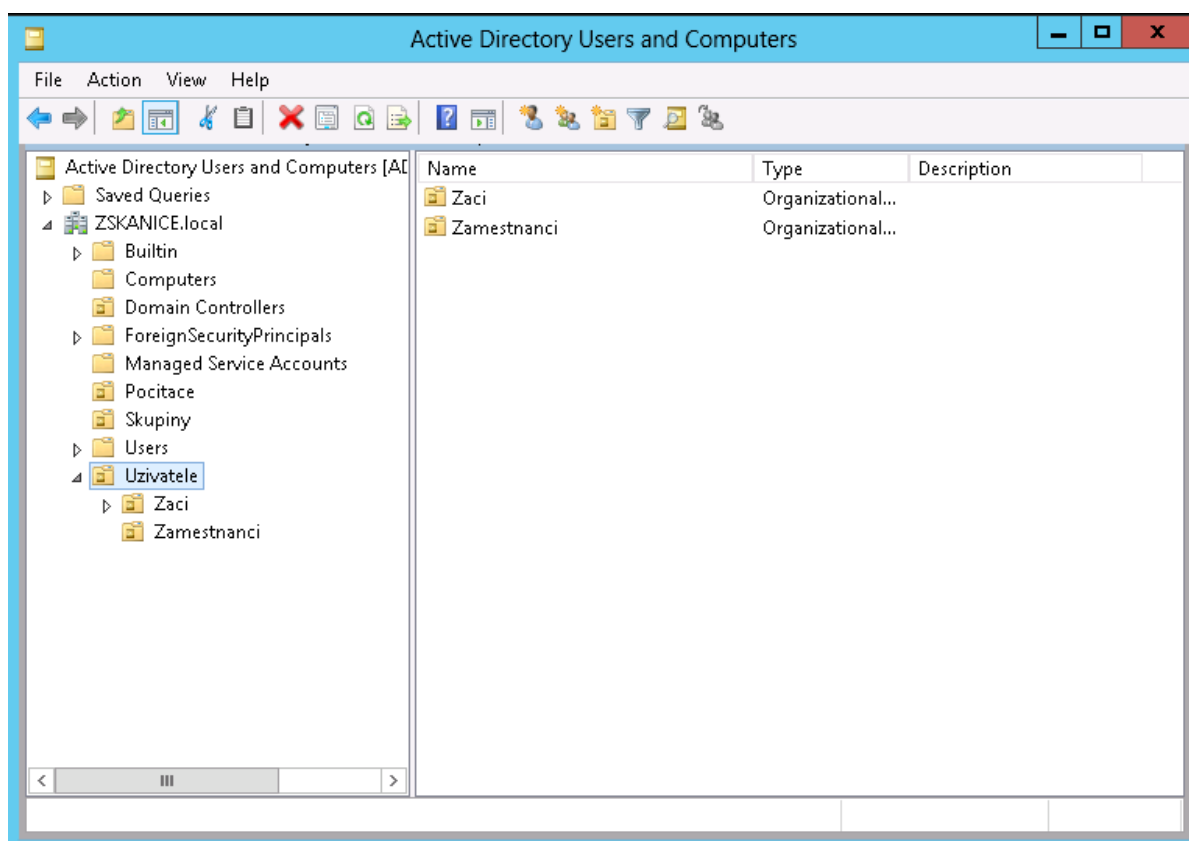 Active Directory Users and Computers
File Action View Help
Active Directory Users and Computers [AD
Saved Queries
ZSKANICE.local
Builtin
Computers
Domain Controllers
ForeignSecurityPrincipals
Managed Service Accounts
Pocitace
Skupiny
Users
Uzivatele
Zaci
Zamestnanci
Name Type Description
Zaci Organizational...
Zamestnanci Organizational...